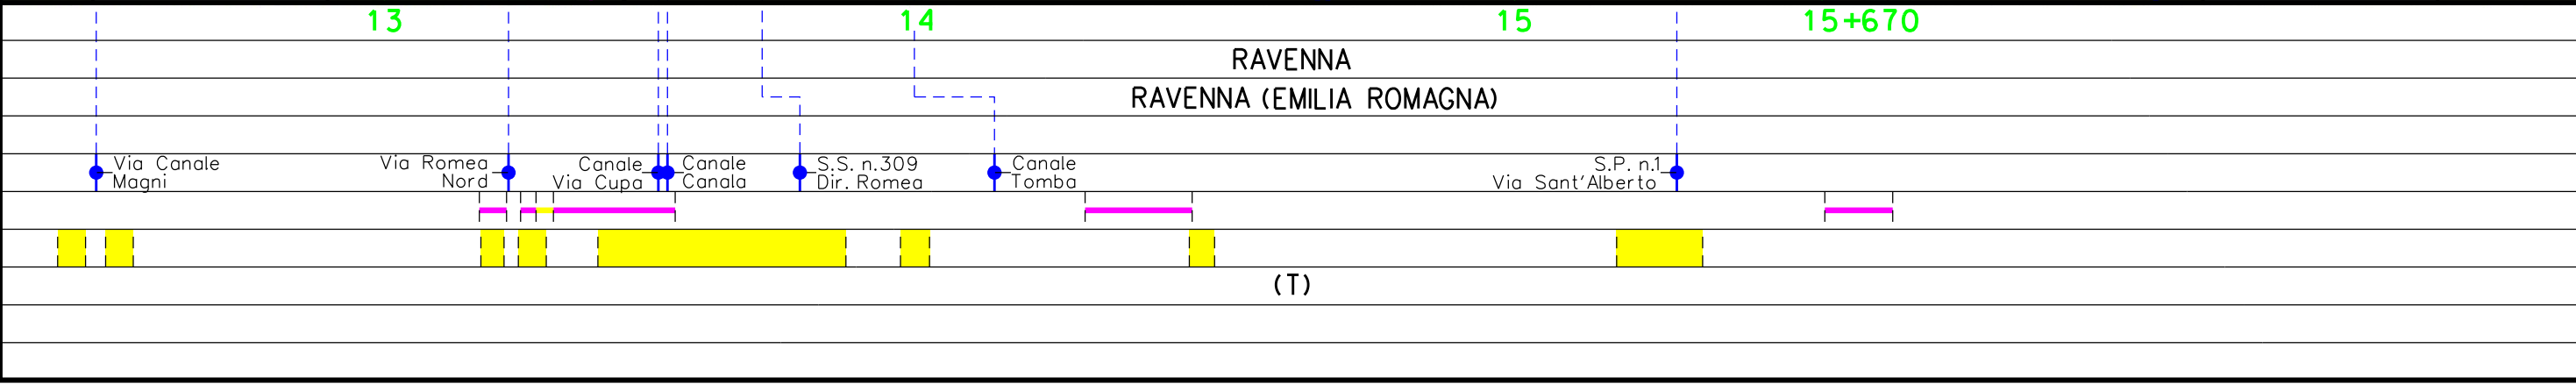 13 14 15 15+670
RAVENNA
RAVENNA (EMILIA ROMAGNA)
Via Canale
Magni
Via Romea
Nord
Canale
Via Cupa
Canale
Canala
S.S. n.309
Dir. Romea
Canale
Tomba
S.P. n.1
Via Sant'Alberto
(T)